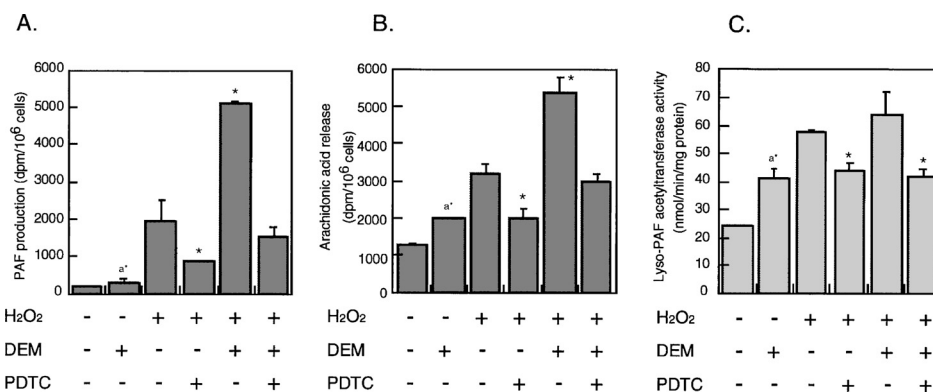 A.
PAF production (dpm/10⁶ cells)
6000
5000
4000
3000
2000
1000
0
a*
*
*
H₂O₂ - - + + + +
DEM - + - - + +
PDTC - - - + - +
B.
Arachidonic acid release
(dpm/10⁶ cells)
6000
5000
4000
3000
2000
1000
0
a*
*
*
H₂O₂ - - + + + +
DEM - + - - + +
PDTC - - - + - +
C.
Lyso-PAF acetyltransferase activity
(nmol/min/mg protein)
80
70
60
50
40
30
20
10
0
a*
*
*
H₂O₂ - - + + + +
DEM - + - - + +
PDTC - - - + - +